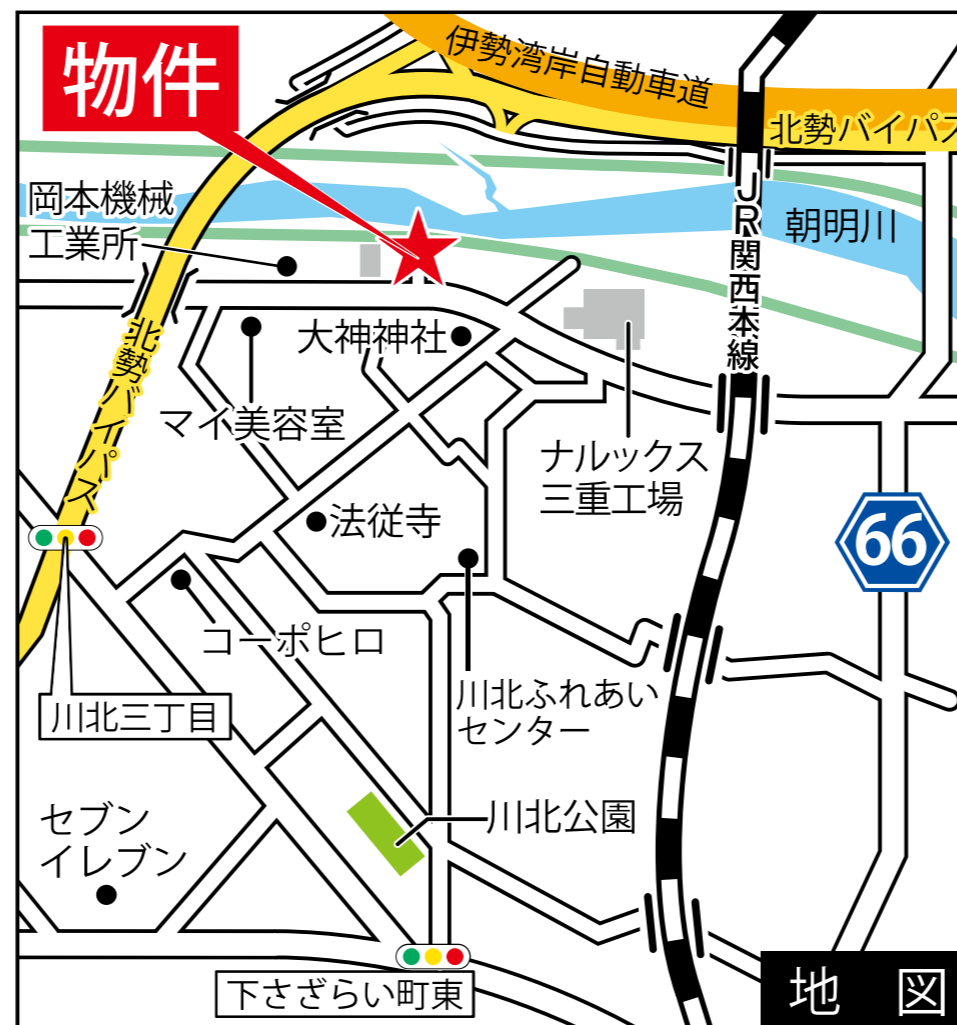 物件
伊勢湾岸自動車道
北勢バイパス
岡本機械
工業所
JR関西本線
朝明川
北勢バイパス
大神神社
マイ美容室
ナルックス
三重工場
法従寺
66
コーポヒロ
川北ふれあい
センター
川北三丁目
セブン
イレブン
川北公園
下さざらい町東
地 図